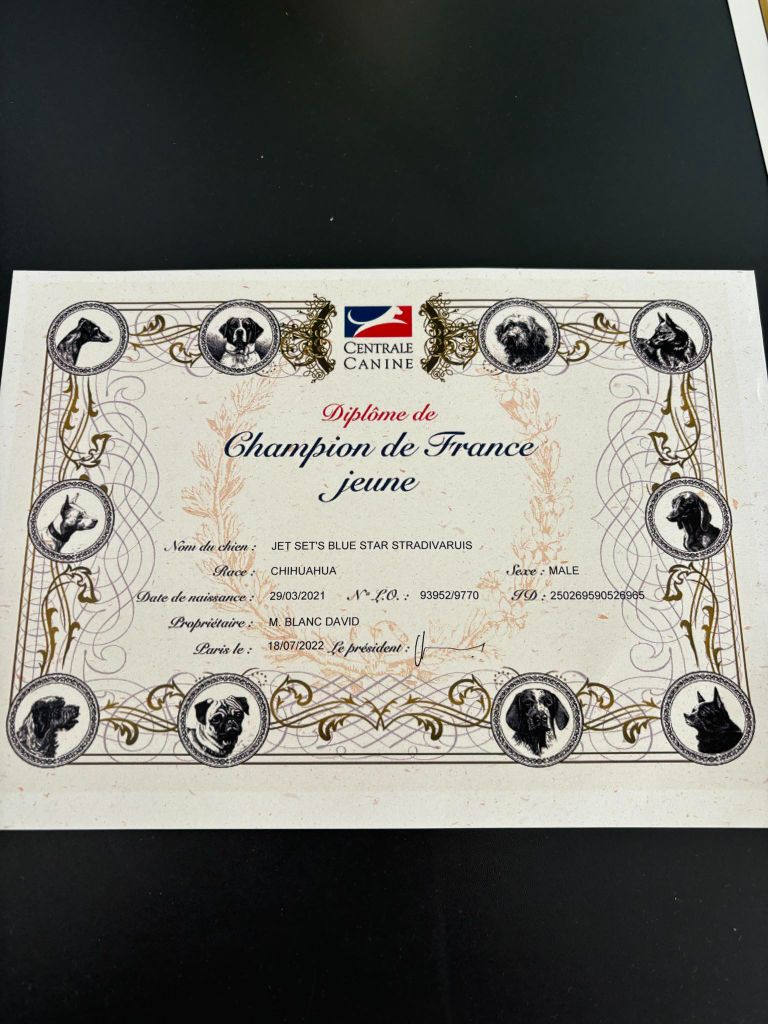 CENTRALE
CANINE
Diplôme de
Champion de France
jeune
Nom du chien : JET SET'S BLUE STAR STRADIVARUIS
Race : CHIHUAHUA Sexe : MALE
Date de naissance : 29/03/2021 N° L.O. : 93952/9770 ID : 250269590526965
Propriétaire : M. BLANC DAVID
Paris le : 18/07/2022 Le président :